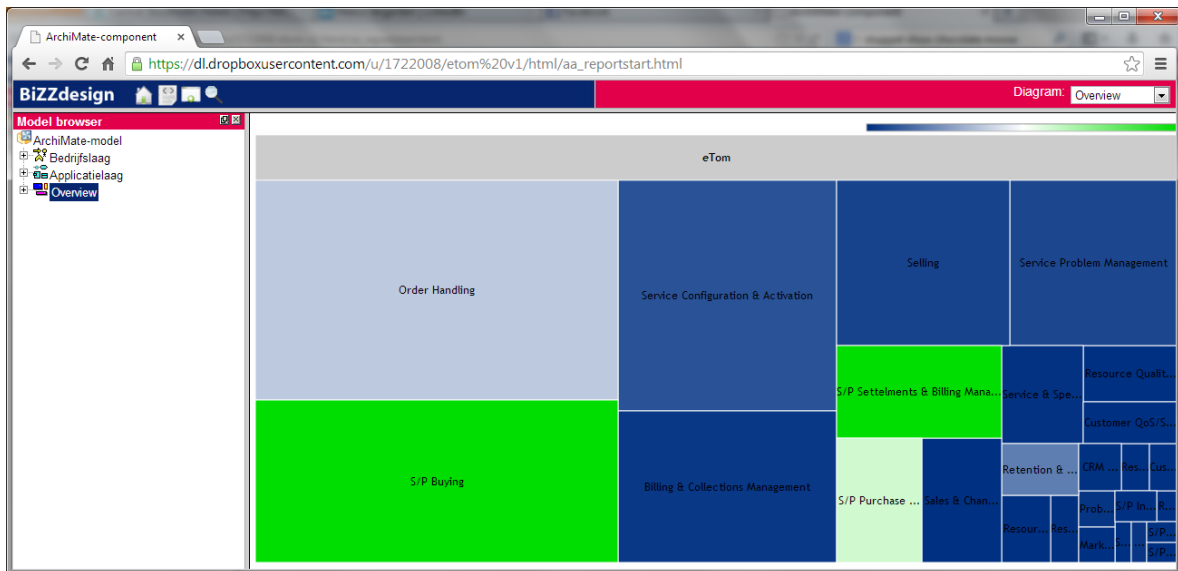 ArchiMate-component
https://dl.dropboxusercontent.com/u/1722008/etom%20v1/html/aa_reportstart.html
BiZZdesign
Diagram: Overview
Model browser
ArchiMate-model
Bedrijfslaag
Applicatielaag
Overview
eTom
Order Handling
S/P Buying
Service Configuration & Activation
Billing & Collections Management
Selling
Service Problem Management
S/P Settelments & Billing Mana...
Service & Spe...
Resource Qualit...
Customer QoS/S...
S/P Purchase ...
Sales & Chan...
Retention & ...
CRM ...
Res...
Cus...
Resour...
Res...
Prob...
S/P In...
R...
Mark...
S...
...
S/P...
S/P...